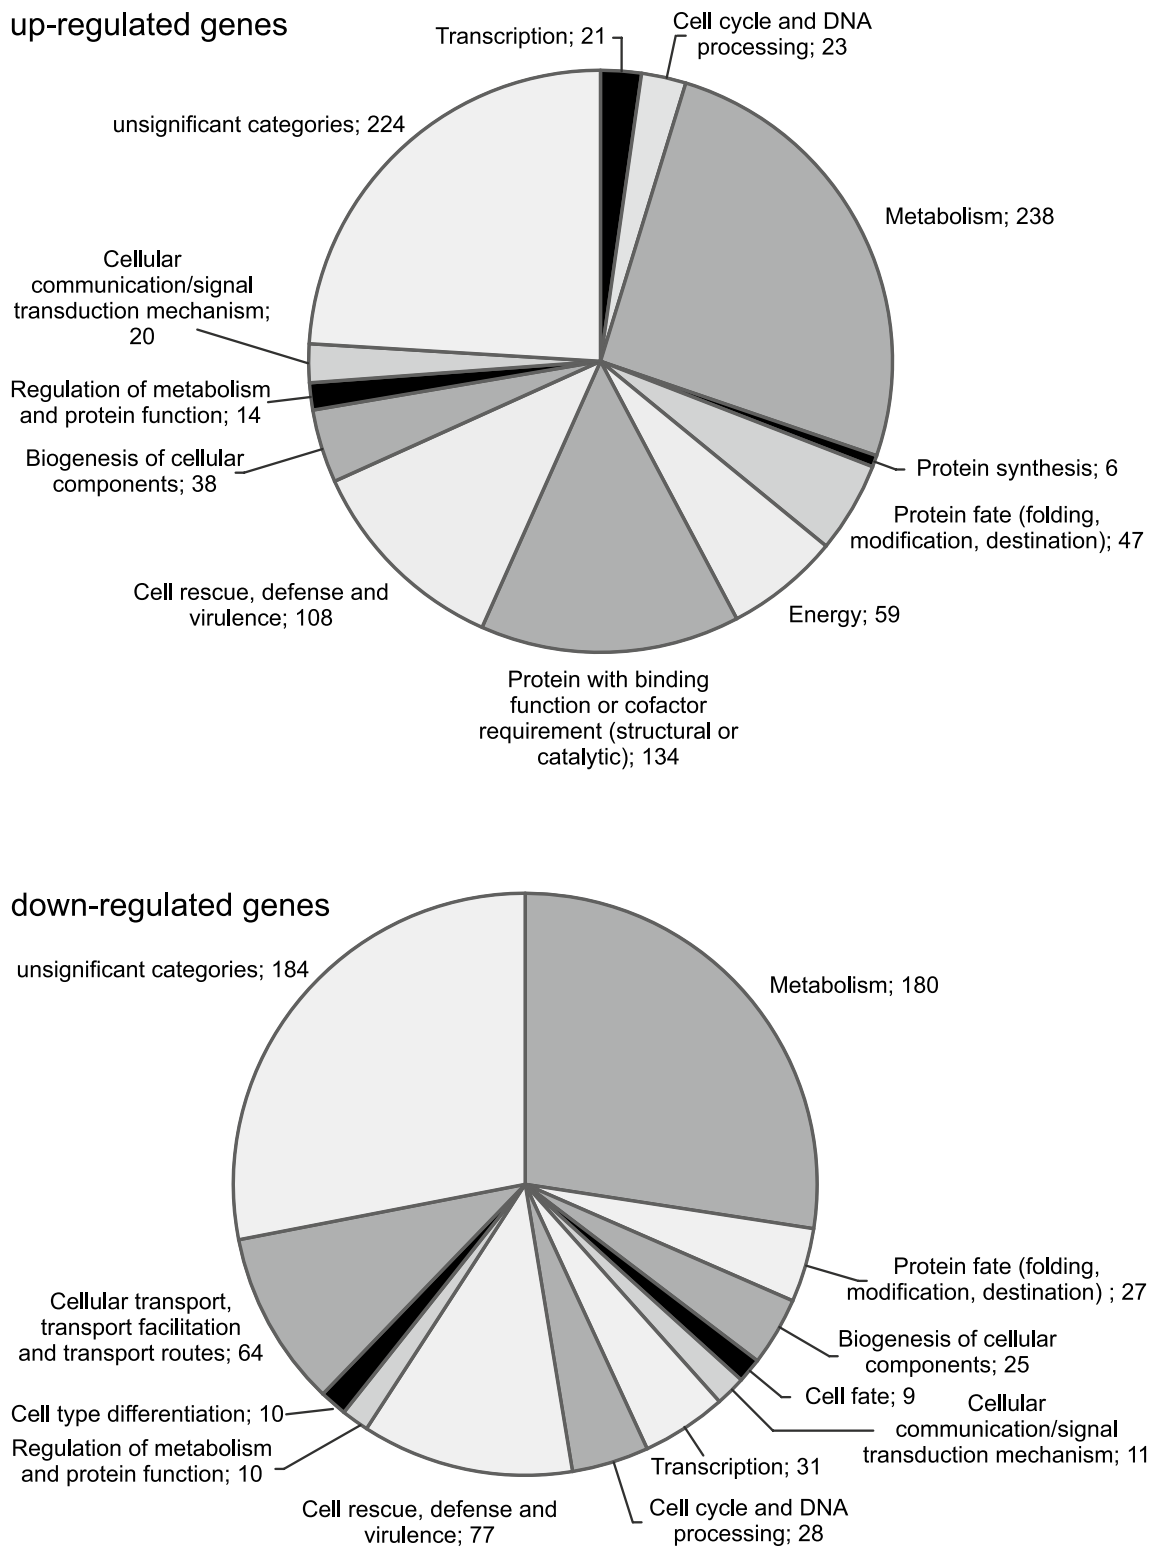 up-regulated genes
Transcription; 21
Cell cycle and DNA
processing; 23
unsignificant categories; 224
Metabolism; 238
Cellular
communication/signal
transduction mechanism;
20
Regulation of metabolism
and protein function; 14
Biogenesis of cellular
components; 38
Protein synthesis; 6
Protein fate (folding,
modification, destination); 47
Cell rescue, defense and
virulence; 108
Energy; 59
Protein with binding
function or cofactor
requirement (structural or
catalytic); 134
down-regulated genes
unsignificant categories; 184
Metabolism; 180
Protein fate (folding,
modification, destination) ; 27
Cellular transport,
transport facilitation
and transport routes; 64
Biogenesis of cellular
components; 25
Cell fate; 9
Cellular
communication/signal
transduction mechanism; 11
Cell type differentiation; 10
Regulation of metabolism
and protein function; 10
Transcription; 31
Cell rescue, defense and
virulence; 77
Cell cycle and DNA
processing; 28